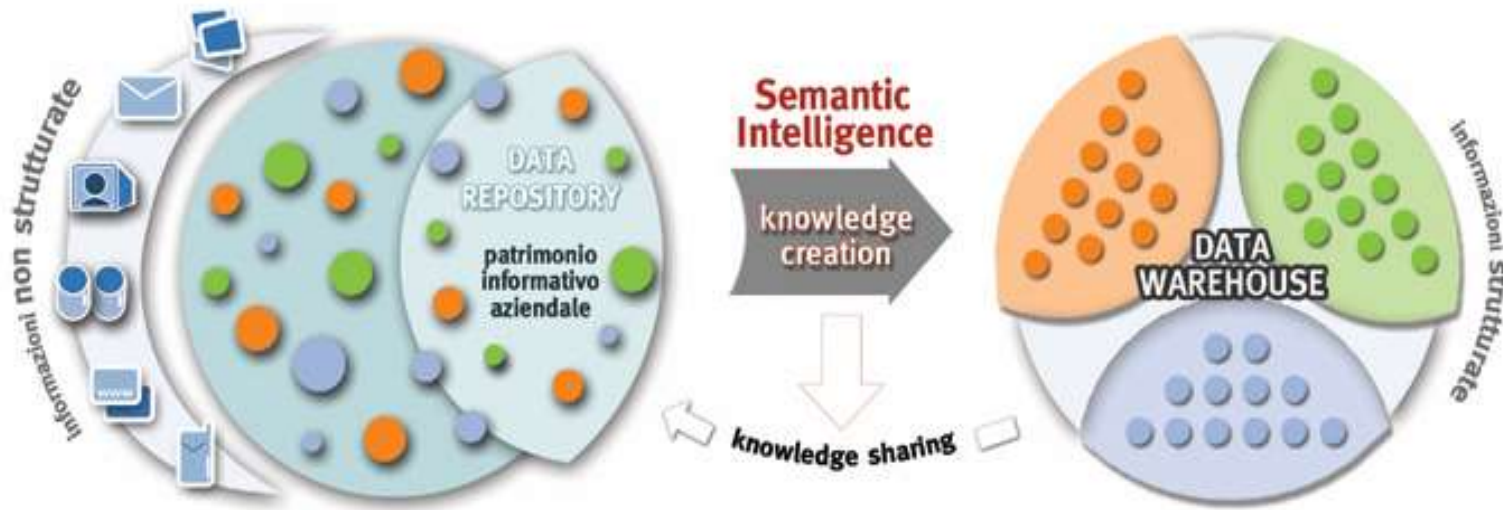 informazioni non strutturate
DATA
REPOSITORY
patrimonio
informativo
aziendale
Semantic
Intelligence
knowledge
creation
knowledge sharing
DATA
WAREHOUSE
informazioni strutturate